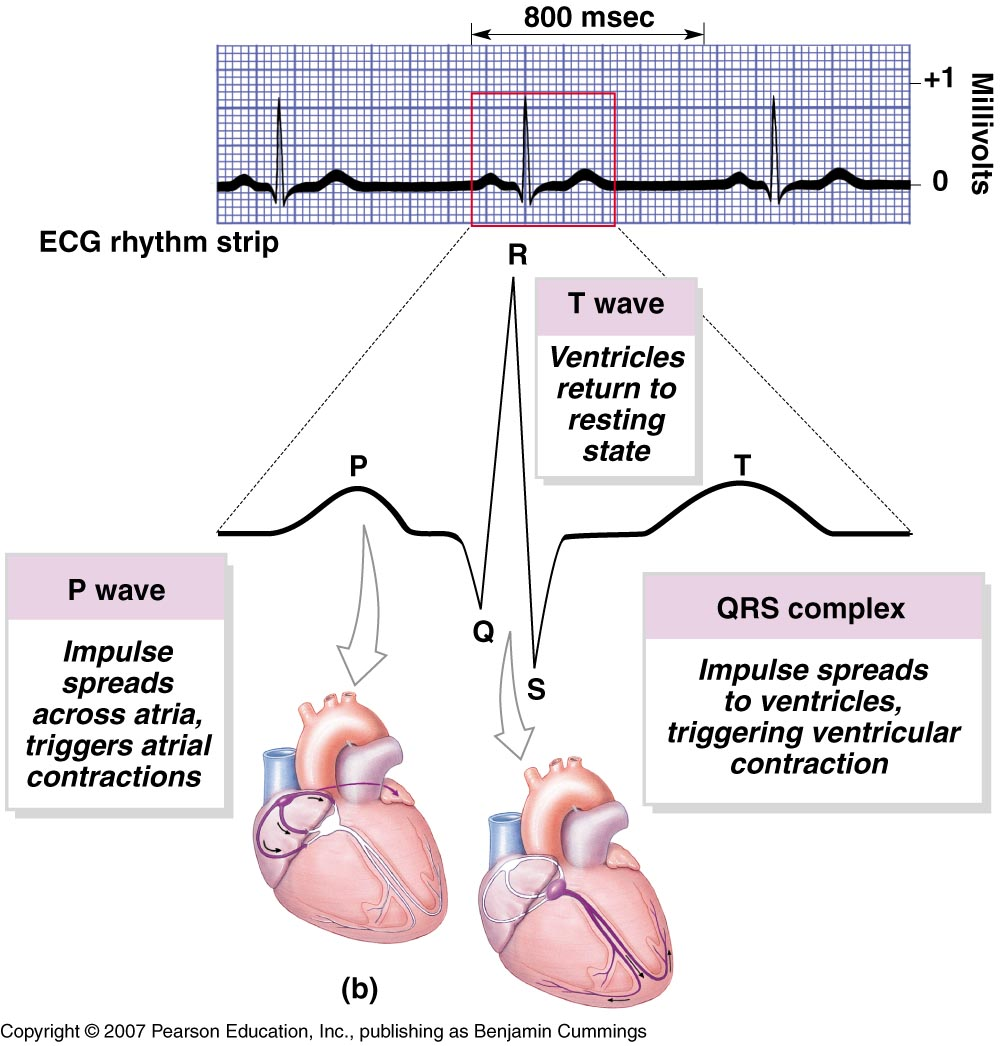 800 msec
+1
Millivolts
0
ECG rhythm strip
R
T wave
Ventricles
return to
resting
state
P
T
P wave
Impulse
spreads
across atria,
triggers atrial
contractions
Q
S
QRS complex
Impulse spreads
to ventricles,
triggering ventricular
contraction
(b)
Copyright © 2007 Pearson Education, Inc., publishing as Benjamin Cummings